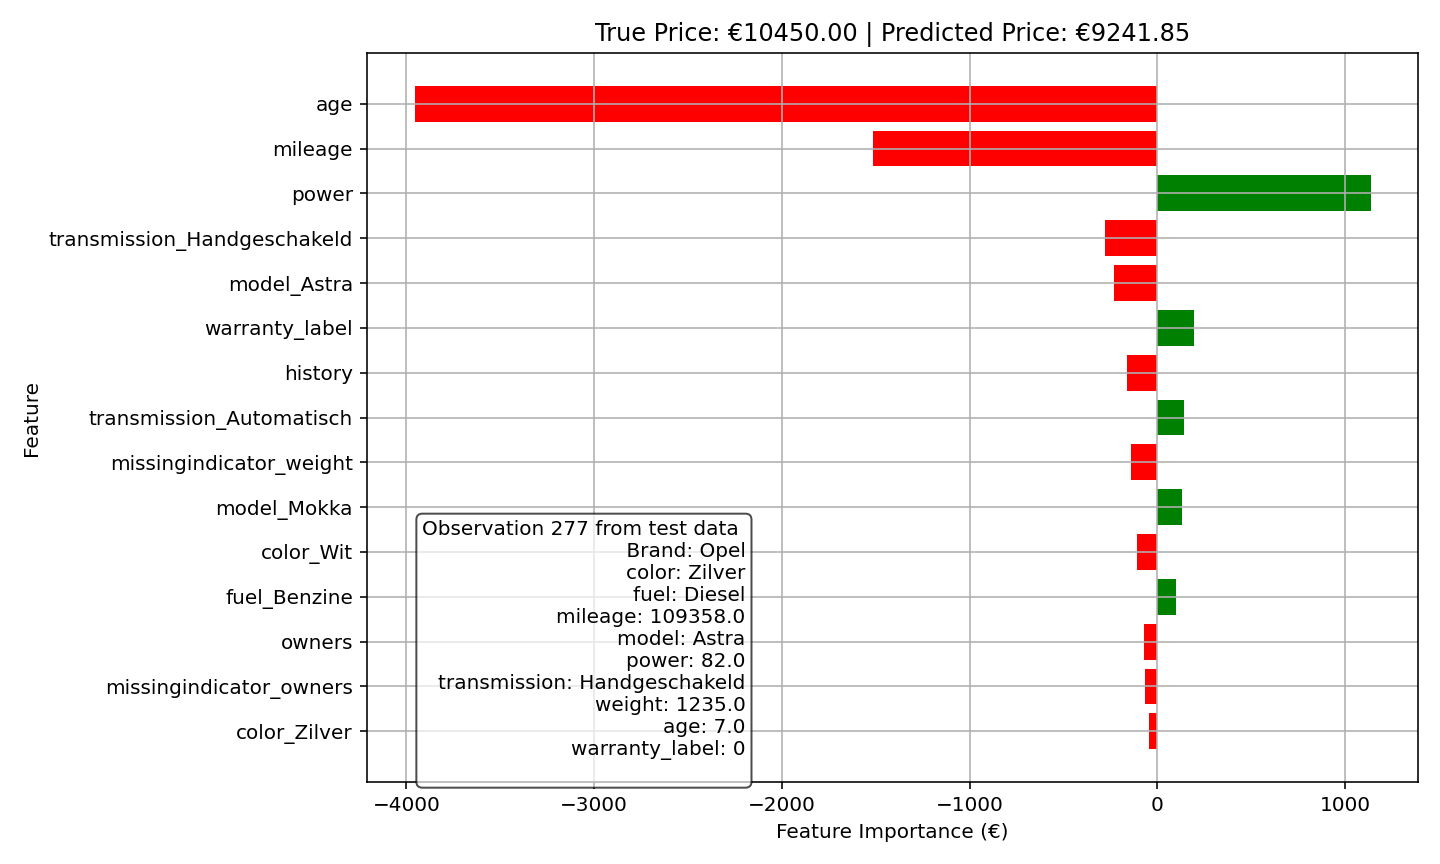 True Price: €10450.00 | Predicted Price: €9241.85
Feature
age
mileage
power
transmission_Handgeschakeld
model_Astra
warranty_label
history
transmission_Automatisch
missingindicator_weight
model_Mokka
color_Wit
fuel_Benzine
owners
missingindicator_owners
color_Zilver
Observation 277 from test data
Brand: Opel
color: Zilver
fuel: Diesel
mileage: 109358.0
model: Astra
power: 82.0
transmission: Handgeschakeld
weight: 1235.0
age: 7.0
warranty_label: 0
−4000 −3000 −2000 −1000 0 1000
Feature Importance (€)